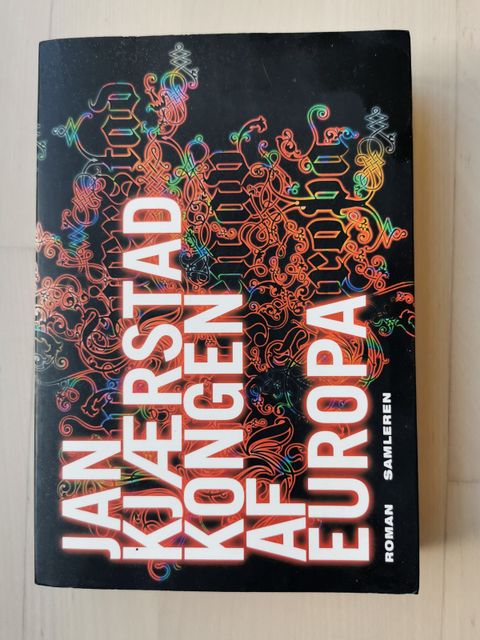 JAN
KJÆRSTAD
KONGEN
AF
EUROPA
ROMAN SAMLEREN